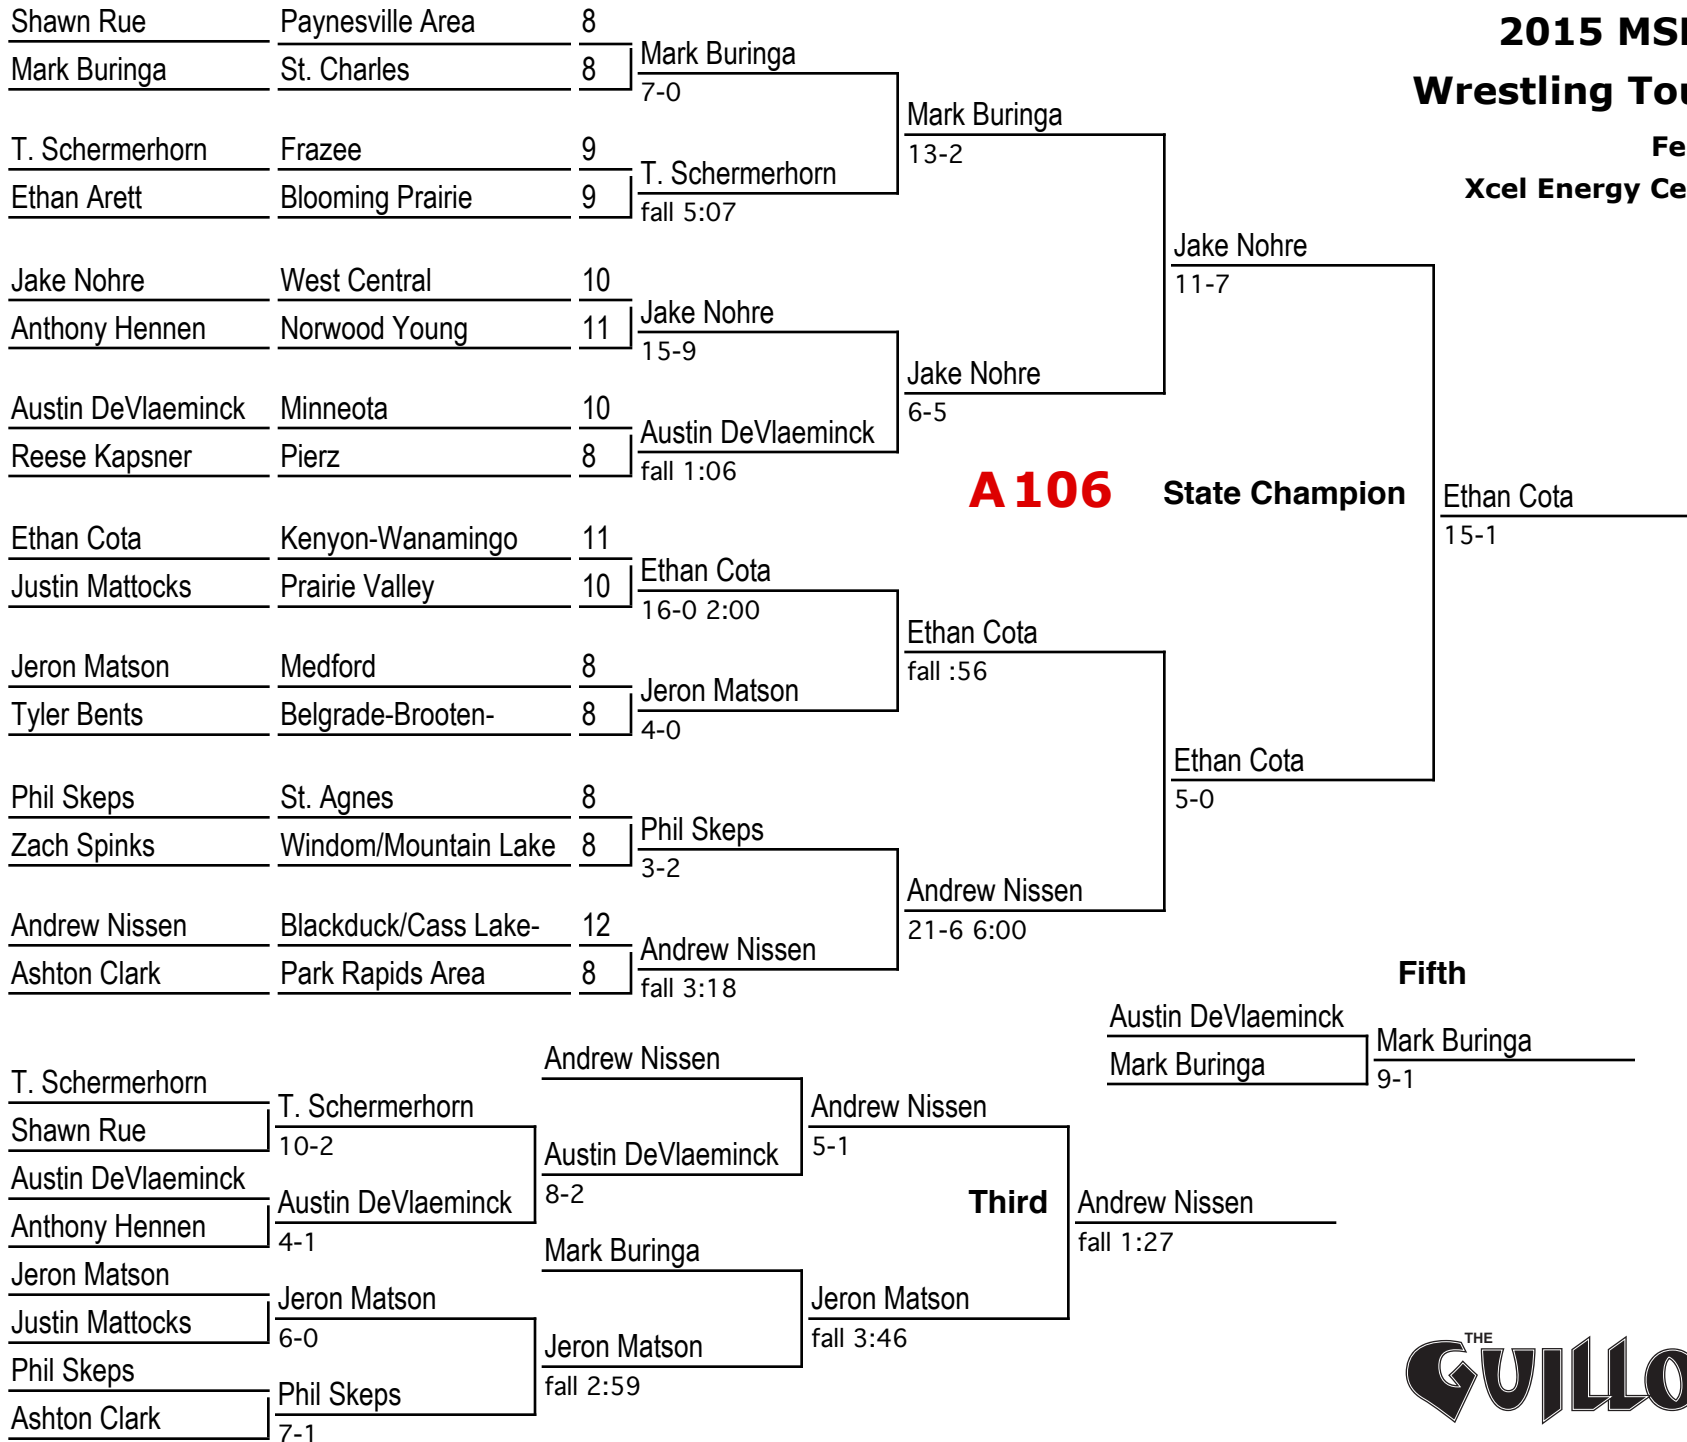 2015 MSH
Wrestling Tou
Fe
Xcel Energy Ce
Shawn Rue Paynesville Area 8
Mark Buringa St. Charles 8
Mark Buringa
7-0
T. Schermerhorn Frazee 9
Ethan Arett Blooming Prairie 9
T. Schermerhorn
fall 5:07
Mark Buringa
13-2
Jake Nohre West Central 10
Anthony Hennen Norwood Young 11
Jake Nohre
15-9
Austin DeVlaeminck Minneota 10
Reese Kapsner Pierz 8
Austin DeVlaeminck
fall 1:06
Jake Nohre
6-5
Jake Nohre
11-7
A 106 State Champion
Ethan Cota
15-1
Ethan Cota Kenyon-Wanamingo 11
Justin Mattocks Prairie Valley 10
Ethan Cota
16-0 2:00
Jeron Matson Medford 8
Tyler Bents Belgrade-Brooten- 8
Jeron Matson
4-0
Ethan Cota
fall :56
Phil Skeps St. Agnes 8
Zach Spinks Windom/Mountain Lake 8
Phil Skeps
3-2
Andrew Nissen Blackduck/Cass Lake- 12
Ashton Clark Park Rapids Area 8
Andrew Nissen
fall 3:18
Andrew Nissen
21-6 6:00
Ethan Cota
5-0
Fifth
Austin DeVlaeminck
Mark Buringa
Mark Buringa
9-1
T. Schermerhorn
Shawn Rue
T. Schermerhorn
10-2
Austin DeVlaeminck
Anthony Hennen
Austin DeVlaeminck
4-1
Jeron Matson
Justin Mattocks
Jeron Matson
6-0
Phil Skeps
Ashton Clark
Phil Skeps
7-1
Andrew Nissen
Austin DeVlaeminck
8-2
Mark Buringa
Jeron Matson
fall 2:59
Andrew Nissen
5-1
Jeron Matson
fall 3:46
Third
Andrew Nissen
fall 1:27
THE
GUILLO